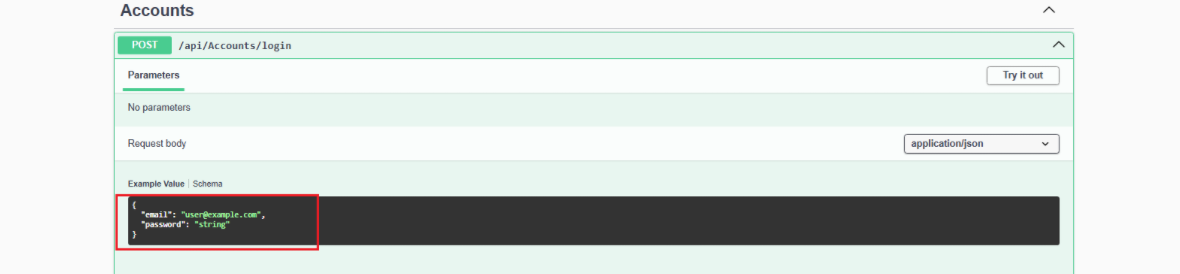 Accounts
POST /api/Accounts/login
Parameters
Try it out
No parameters
Request body
application/json
Example Value | Schema
{
"email": "user@example.com",
"password": "string"
}